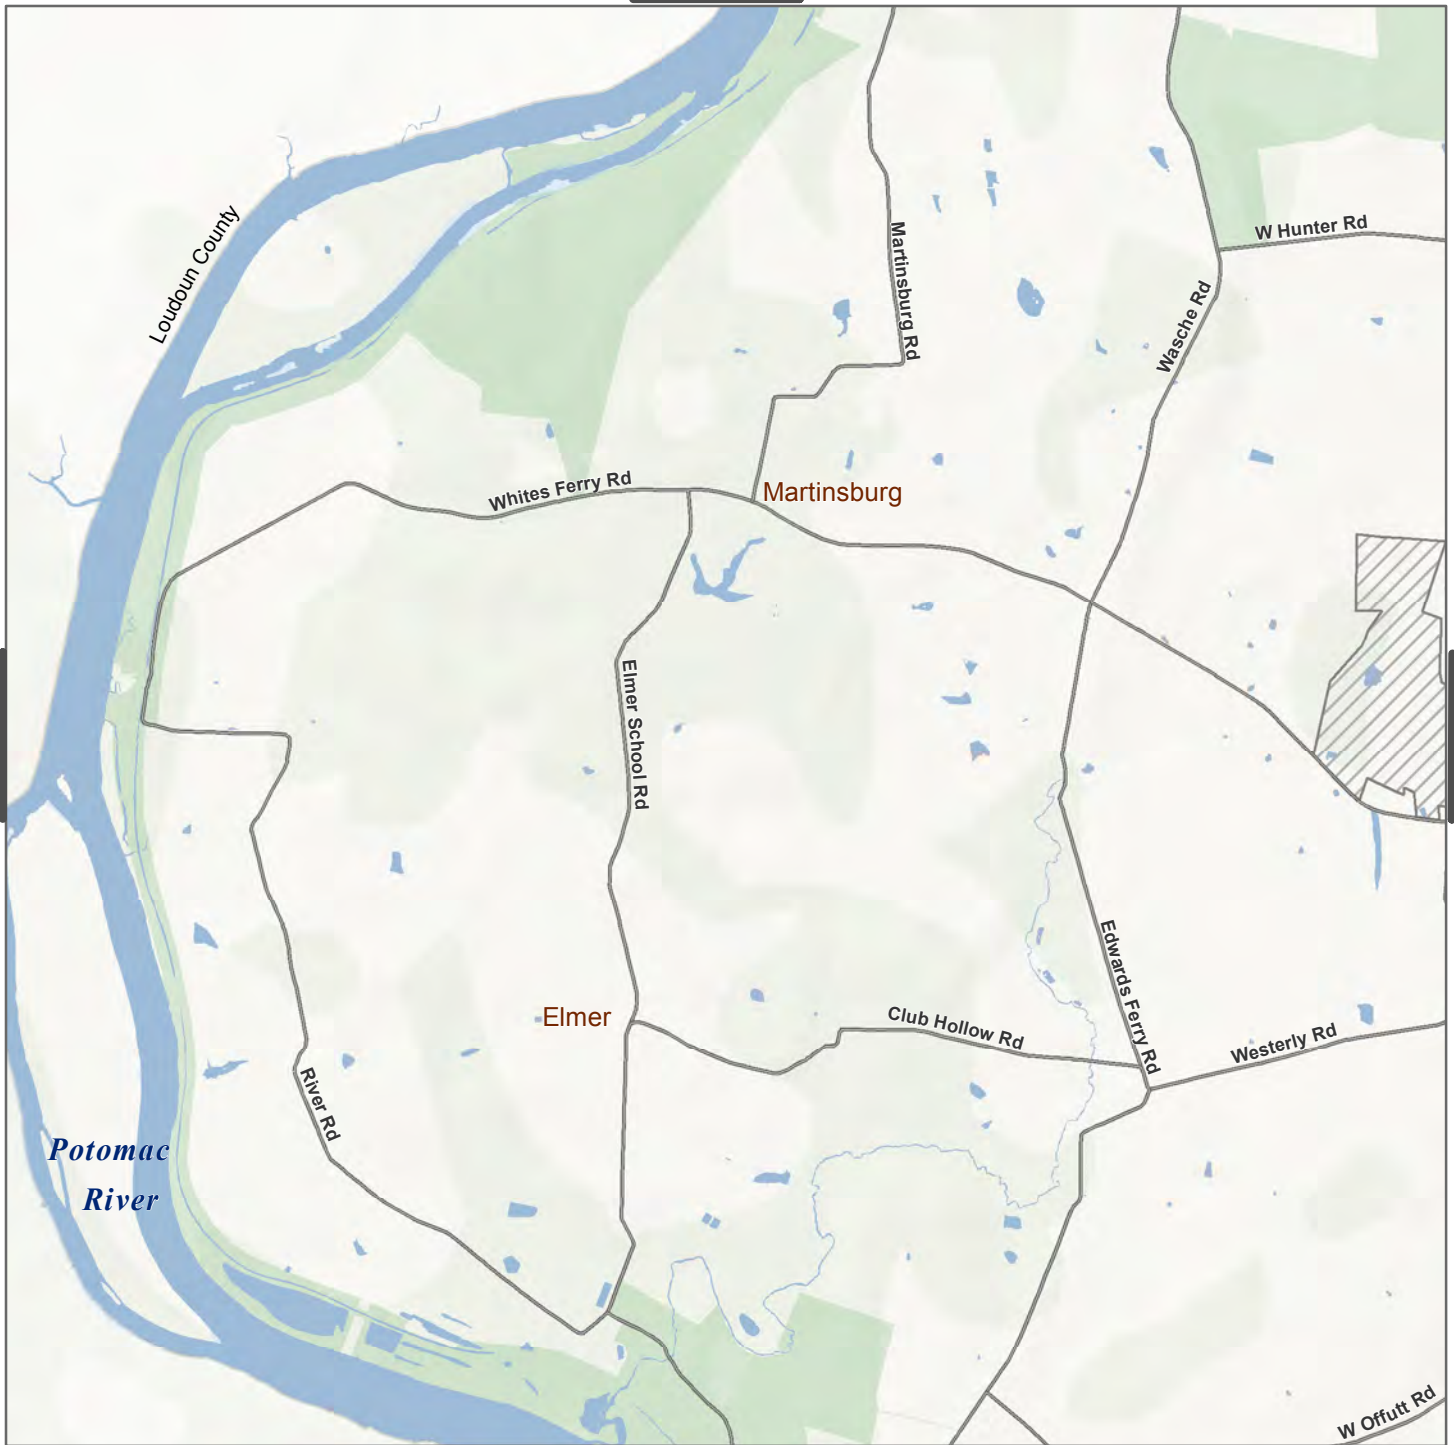 W Hunter Rd
Loudoun County
Martinsburg Rd
Wasche Rd
Whites Ferry Rd
Martinsburg
Elmer School Rd
Edwards Ferry Rd
Elmer
Club Hollow Rd
Westerly Rd
River Rd
Potomac
River
W Offutt Rd